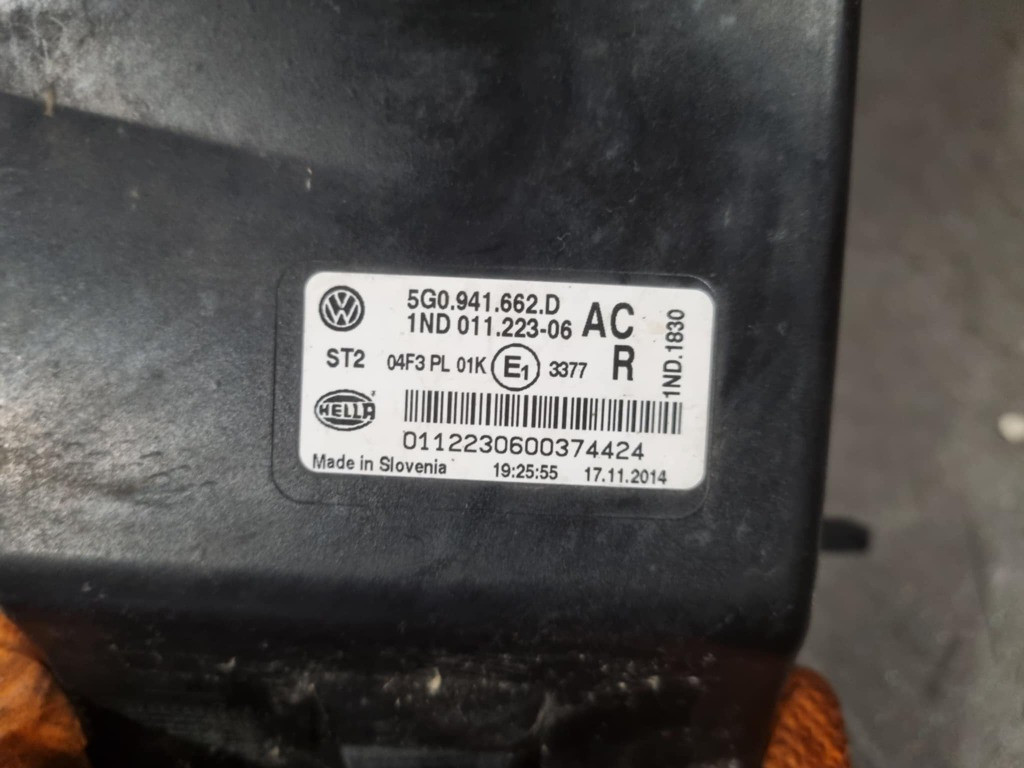 5G0.941.662.D
1ND 011.223-06
AC
R
1ND.1830
ST2
04F3 PL 01K E1 3377
HELLA
0112230600374424
Made in Slovenia 19:25:55 17.11.2014